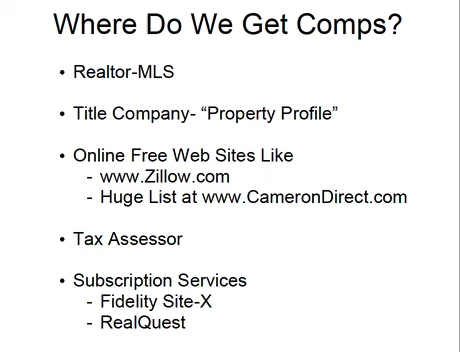 Where Do We Get Comps?
• Realtor-MLS
• Title Company- “Property Profile”
• Online Free Web Sites Like
- www.Zillow.com
- Huge List at www.CameronDirect.com
• Tax Assessor
• Subscription Services
- Fidelity Site-X
- RealQuest